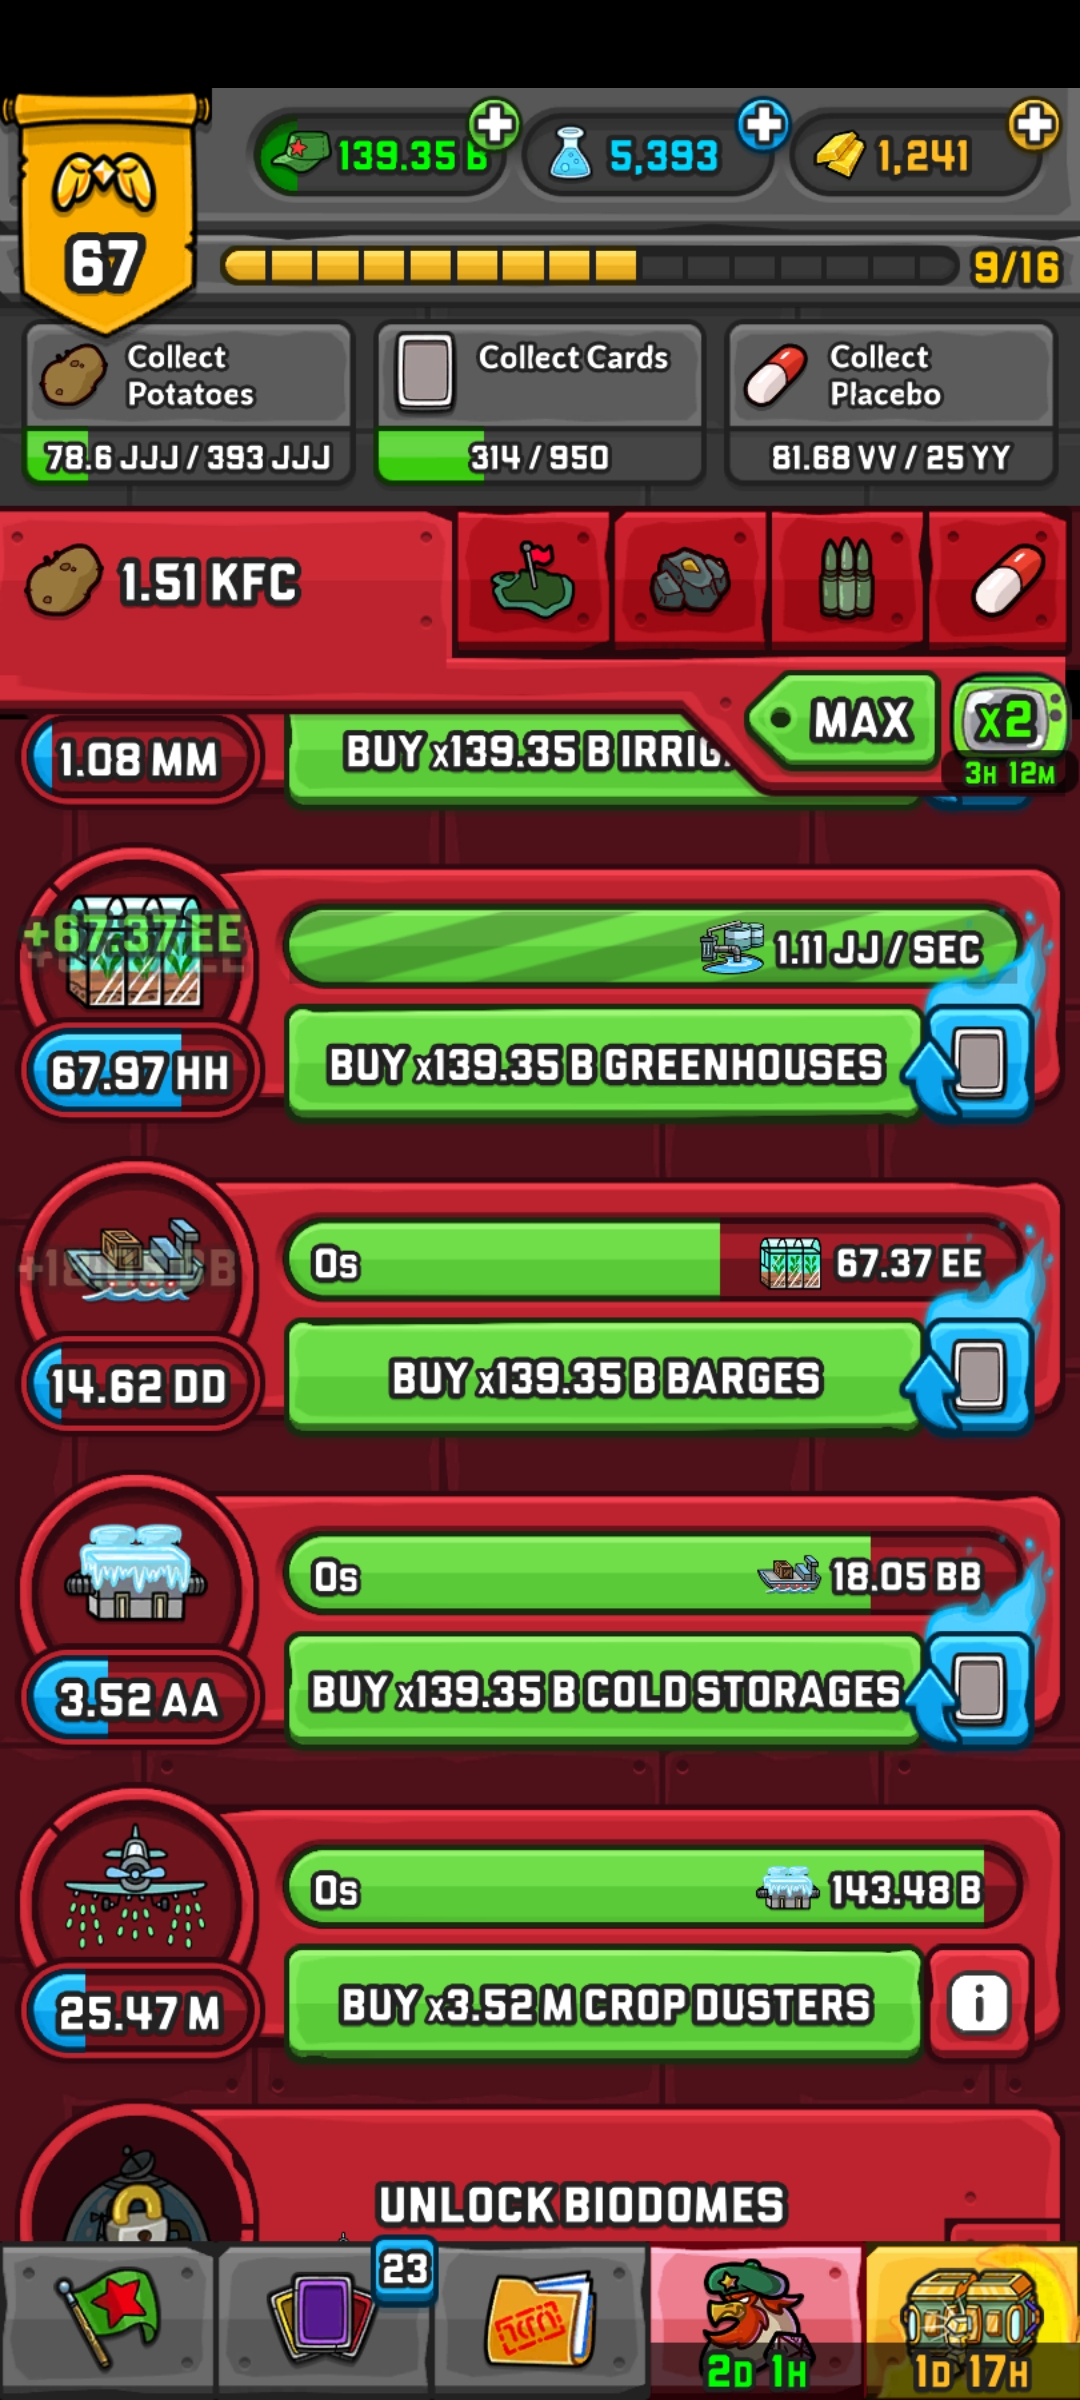 139.35 B
5,393
1,241
67
9/16
Collect
Potatoes
78.6 JJJ / 393 JJJ
Collect Cards
314 / 950
Collect
Placebo
81.68 VV / 25 YY
1.51 KFC
MAX
x2
3H 12M
1.08 MM
BUY x139.35 B IRRIG
+67.37 EE
1.11 JJ / SEC
67.97 HH
BUY x139.35 B GREENHOUSES
0s
67.37 EE
14.62 DD
BUY x139.35 B BARGES
0s
18.05 BB
3.52 AA
BUY x139.35 B COLD STORAGES
0s
143.48 B
25.47 M
BUY x3.52 M CROP DUSTERS
i
UNLOCK BIODOMES
23
2D 1H
1D 17H